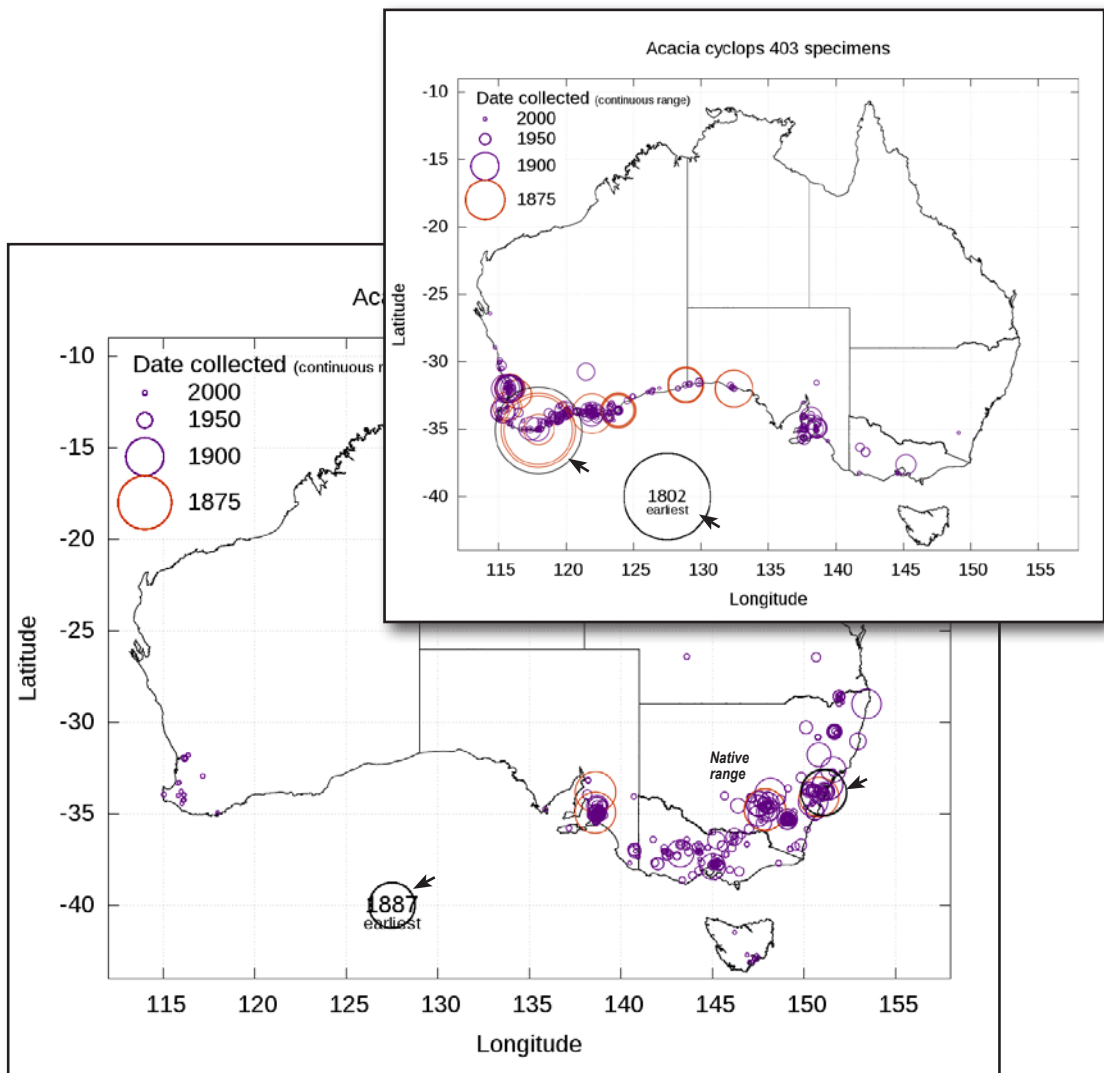 Acacia cyclops 403 specimens
Date collected (continuous range)
2000
1950
1900
1875
-10
-15
-20
-25
-30
-35
-40
Latitude
1802
earliest
115 120 125 130 135 140 145 150 155
Longitude
Aca
Date collected (continuous r
2000
1950
1900
1875
-10
-15
-20
-25
-30
-35
-40
Latitude
Native
range
1887
earliest
115 120 125 130 135 140 145 150 155
Longitude